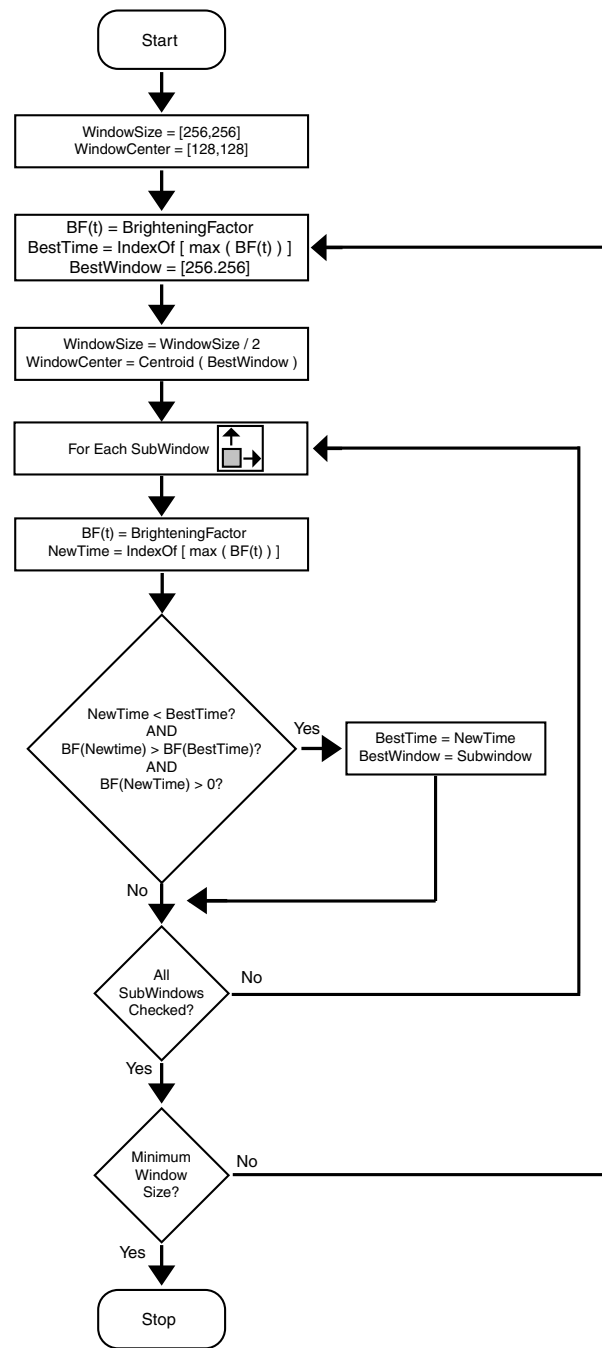 Start
WindowSize = [256,256]
WindowCenter = [128,128]
BF(t) = BrighteningFactor
BestTime = IndexOf [ max ( BF(t) ) ]
BestWindow = [256.256]
WindowSize = WindowSize / 2
WindowCenter = Centroid ( BestWindow )
For Each SubWindow
BF(t) = BrighteningFactor
NewTime = IndexOf [ max ( BF(t) ) ]
NewTime < BestTime?
AND
BF(Newtime) > BF(BestTime)?
AND
BF(NewTime) > 0?
Yes
BestTime = NewTime
BestWindow = Subwindow
No
All
SubWindows
Checked?
No
Yes
Minimum
Window
Size?
No
Yes
Stop